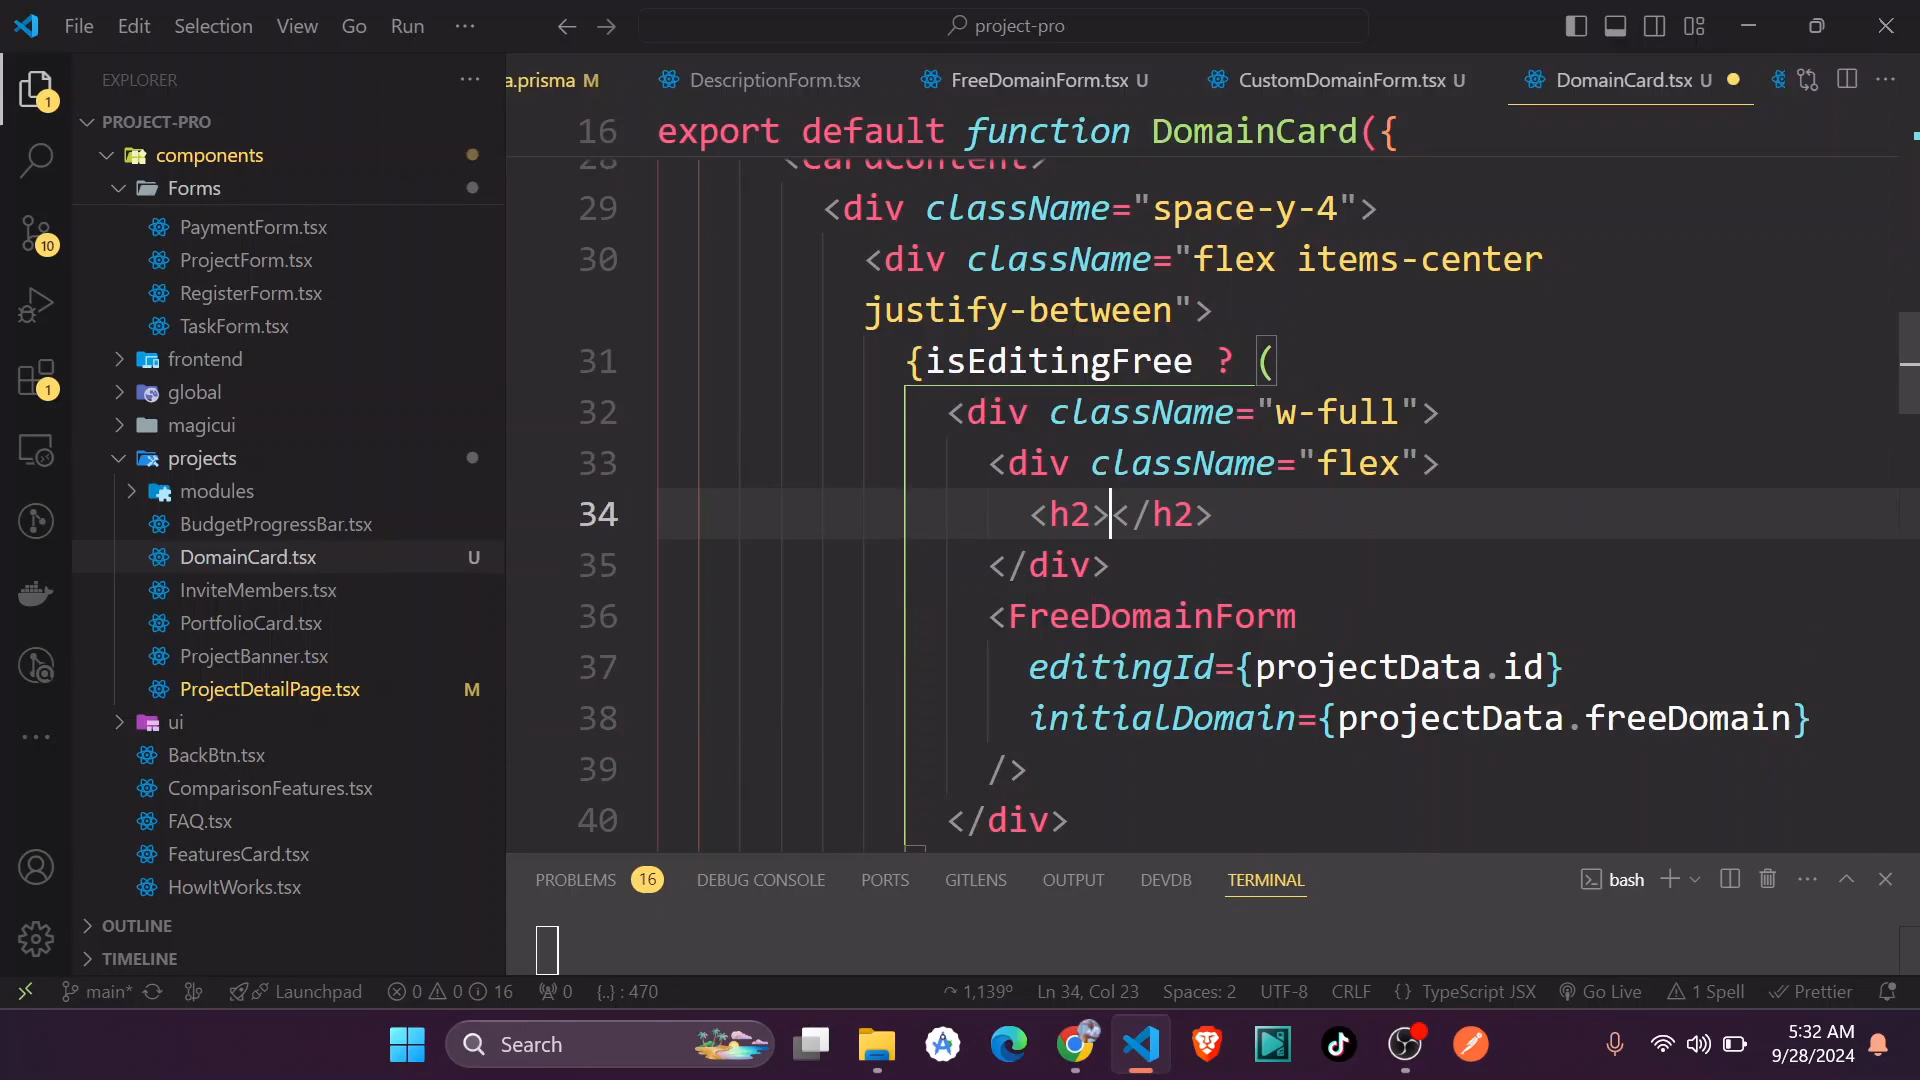 File Edit Selection View Go Run ··· project-pro
EXPLORER ···
PROJECT-PRO
components
Forms
PaymentForm.tsx
ProjectForm.tsx
RegisterForm.tsx
TaskForm.tsx
frontend
global
magicui
projects
modules
BudgetProgressBar.tsx
DomainCard.tsx U
InviteMembers.tsx
PortfolioCard.tsx
ProjectBanner.tsx
ProjectDetailPage.tsx M
ui
BackBtn.tsx
ComparisonFeatures.tsx
FAQ.tsx
FeaturesCard.tsx
HowItWorks.tsx
OUTLINE
TIMELINE
1
10
1
a.prisma M DescriptionForm.tsx FreeDomainForm.tsx U CustomDomainForm.tsx U DomainCard.tsx U
16 export default function DomainCard({
28 <CardContent>
29 <div className="space-y-4">
30 <div className="flex items-center
justify-between">
31 {isEditingFree ? (
32 <div className="w-full">
33 <div className="flex">
34 <h2></h2>
35 </div>
36 <FreeDomainForm
37 editingId={projectData.id}
38 initialDomain={projectData.freeDomain}
39 />
40 </div>
PROBLEMS 16 DEBUG CONSOLE PORTS GITLENS OUTPUT DEVDB TERMINAL bash
main* Launchpad 0 0 16 0 {..} : 470 1,139° Ln 34, Col 23 Spaces: 2 UTF-8 CRLF {} TypeScript JSX Go Live 1 Spell Prettier
Search
5:32 AM
9/28/2024